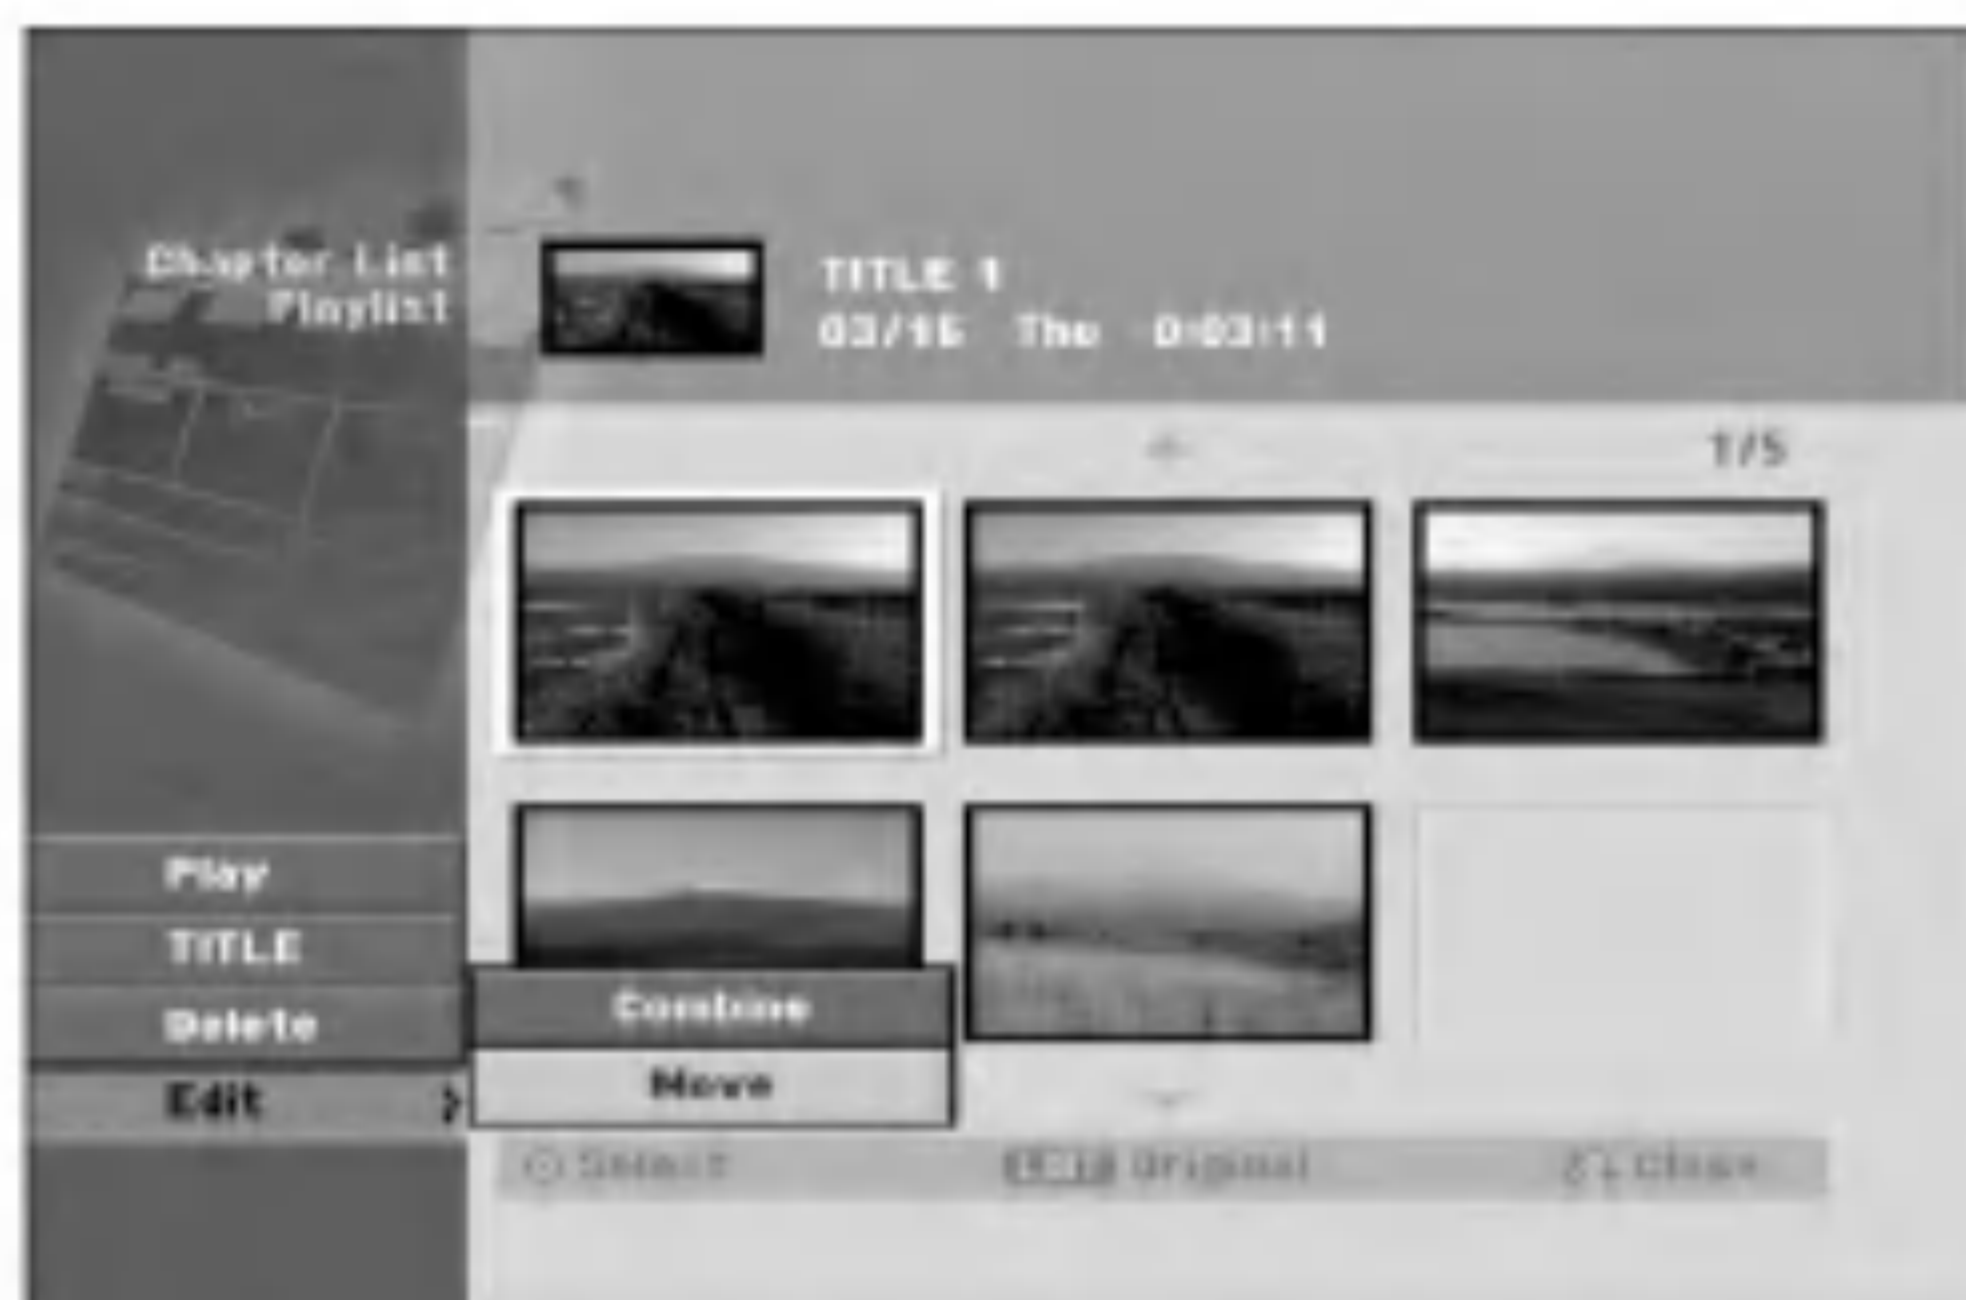 Chapter List
Playlist
TITLE 1
03/15 Thu 0:03:11
1/5
Play
TITLE
Delete
Combine
Edit
Move
Select Original Close